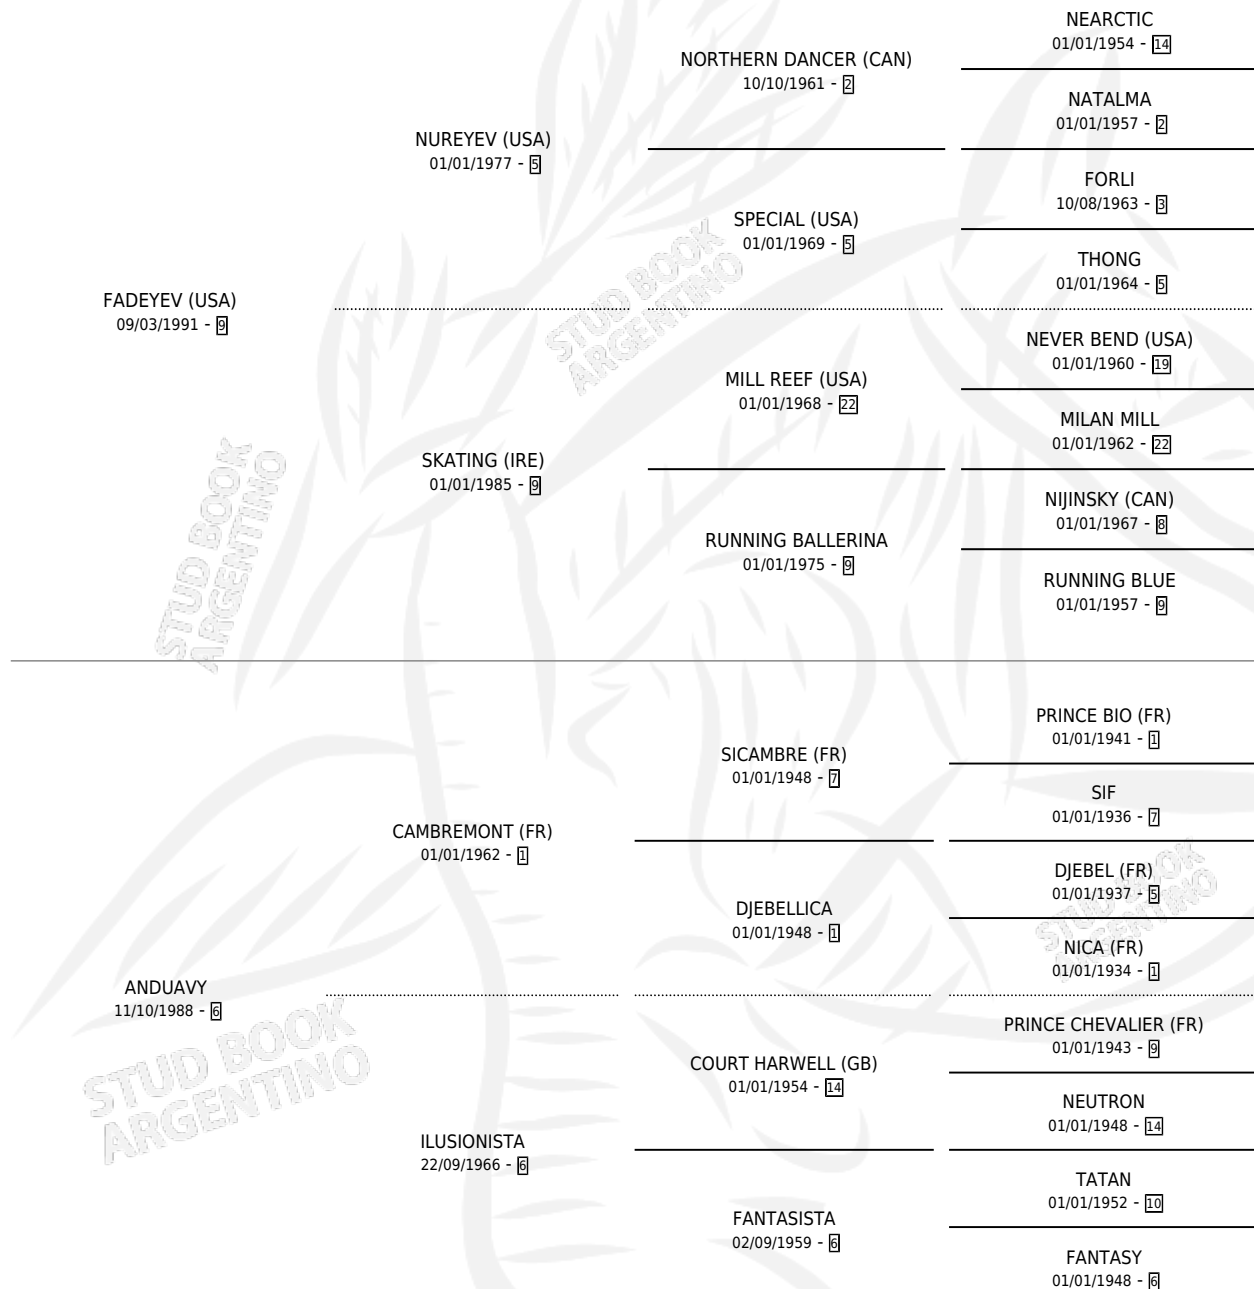 NEARCTIC
01/01/1954 - 14
NORTHERN DANCER (CAN)
10/10/1961 - 2
NATALMA
01/01/1957 - 2
NUREYEV (USA)
01/01/1977 - 5
FORLI
10/08/1963 - 3
SPECIAL (USA)
01/01/1969 - 5
THONG
01/01/1964 - 5
FADEYEV (USA)
09/03/1991 - 9
NEVER BEND (USA)
01/01/1960 - 19
MILL REEF (USA)
01/01/1968 - 22
MILAN MILL
01/01/1962 - 22
SKATING (IRE)
01/01/1985 - 9
NIJINSKY (CAN)
01/01/1967 - 8
RUNNING BALLERINA
01/01/1975 - 9
RUNNING BLUE
01/01/1957 - 9
PRINCE BIO (FR)
01/01/1941 - 1
SICAMBRE (FR)
01/01/1948 - 7
SIF
01/01/1936 - 7
CAMBREMONT (FR)
01/01/1962 - 1
DJEBEL (FR)
01/01/1937 - 5
DJEBELLICA
01/01/1948 - 1
NICA (FR)
01/01/1934 - 1
ANDUAVY
11/10/1988 - 6
PRINCE CHEVALIER (FR)
01/01/1943 - 9
COURT HARWELL (GB)
01/01/1954 - 14
NEUTRON
01/01/1948 - 14
ILUSIONISTA
22/09/1966 - 6
TATAN
01/01/1952 - 10
FANTASISTA
02/09/1959 - 6
FANTASY
01/01/1948 - 6
STUD BOOK
ARGENTINO
STUD BOOK
ARGENTINO
STUD BOOK
ARGENTINO
STUD BOOK
ARGENTINO